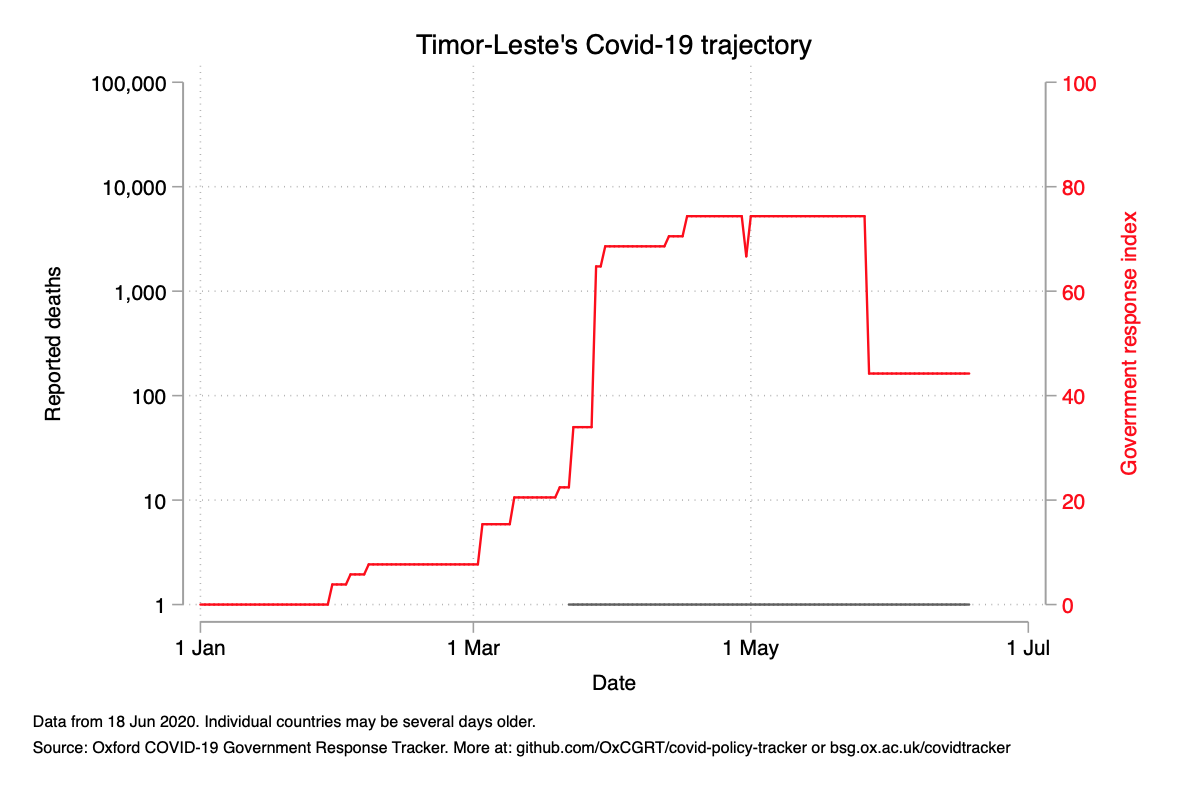 Timor-Leste's Covid-19 trajectory
100,000
10,000
1,000
100
10
1
Reported deaths
100
80
60
40
20
0
Government response index
1 Jan
1 Mar
1 May
1 Jul
Date
Data from 18 Jun 2020. Individual countries may be several days older.
Source: Oxford COVID-19 Government Response Tracker. More at: github.com/OxCGRT/covid-policy-tracker or bsg.ox.ac.uk/covidtracker